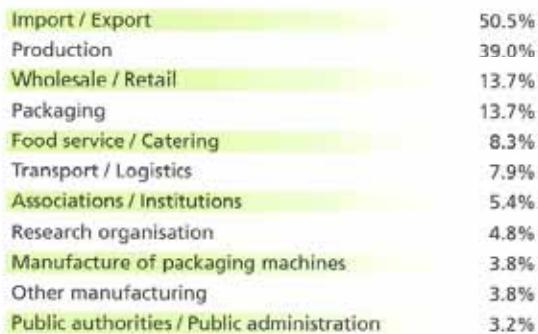 Import / Export 50.5%
Production 39.0%
Wholesale / Retail 13.7%
Packaging 13.7%
Food service / Catering 8.3%
Transport / Logistics 7.9%
Associations / Institutions 5.4%
Research organisation 4.8%
Manufacture of packaging machines 3.8%
Other manufacturing 3.8%
Public authorities / Public administration 3.2%